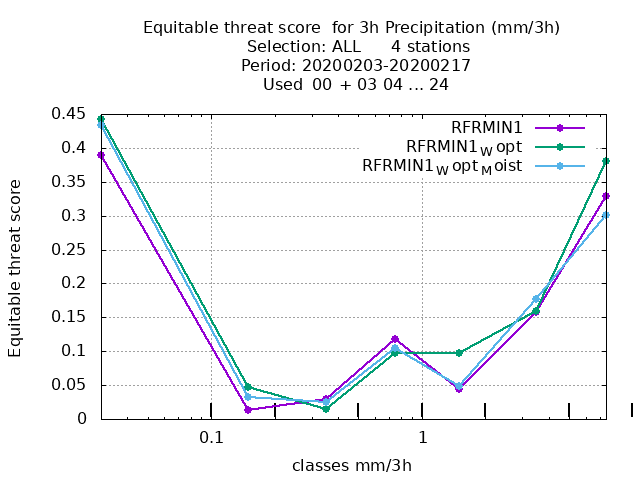 Equitable threat score  for 3h Precipitation (mm/3h)
Selection: ALL      4 stations
Period: 20200203-20200217
Used  00  + 03 04 ... 24
RFRMIN1
RFRMIN1W opt
RFRMIN1W optM oist
0.45
0.4
0.35
0.3
0.25
0.2
0.15
0.1
0.05
0
Equitable threat score
0.1
1
classes mm/3h